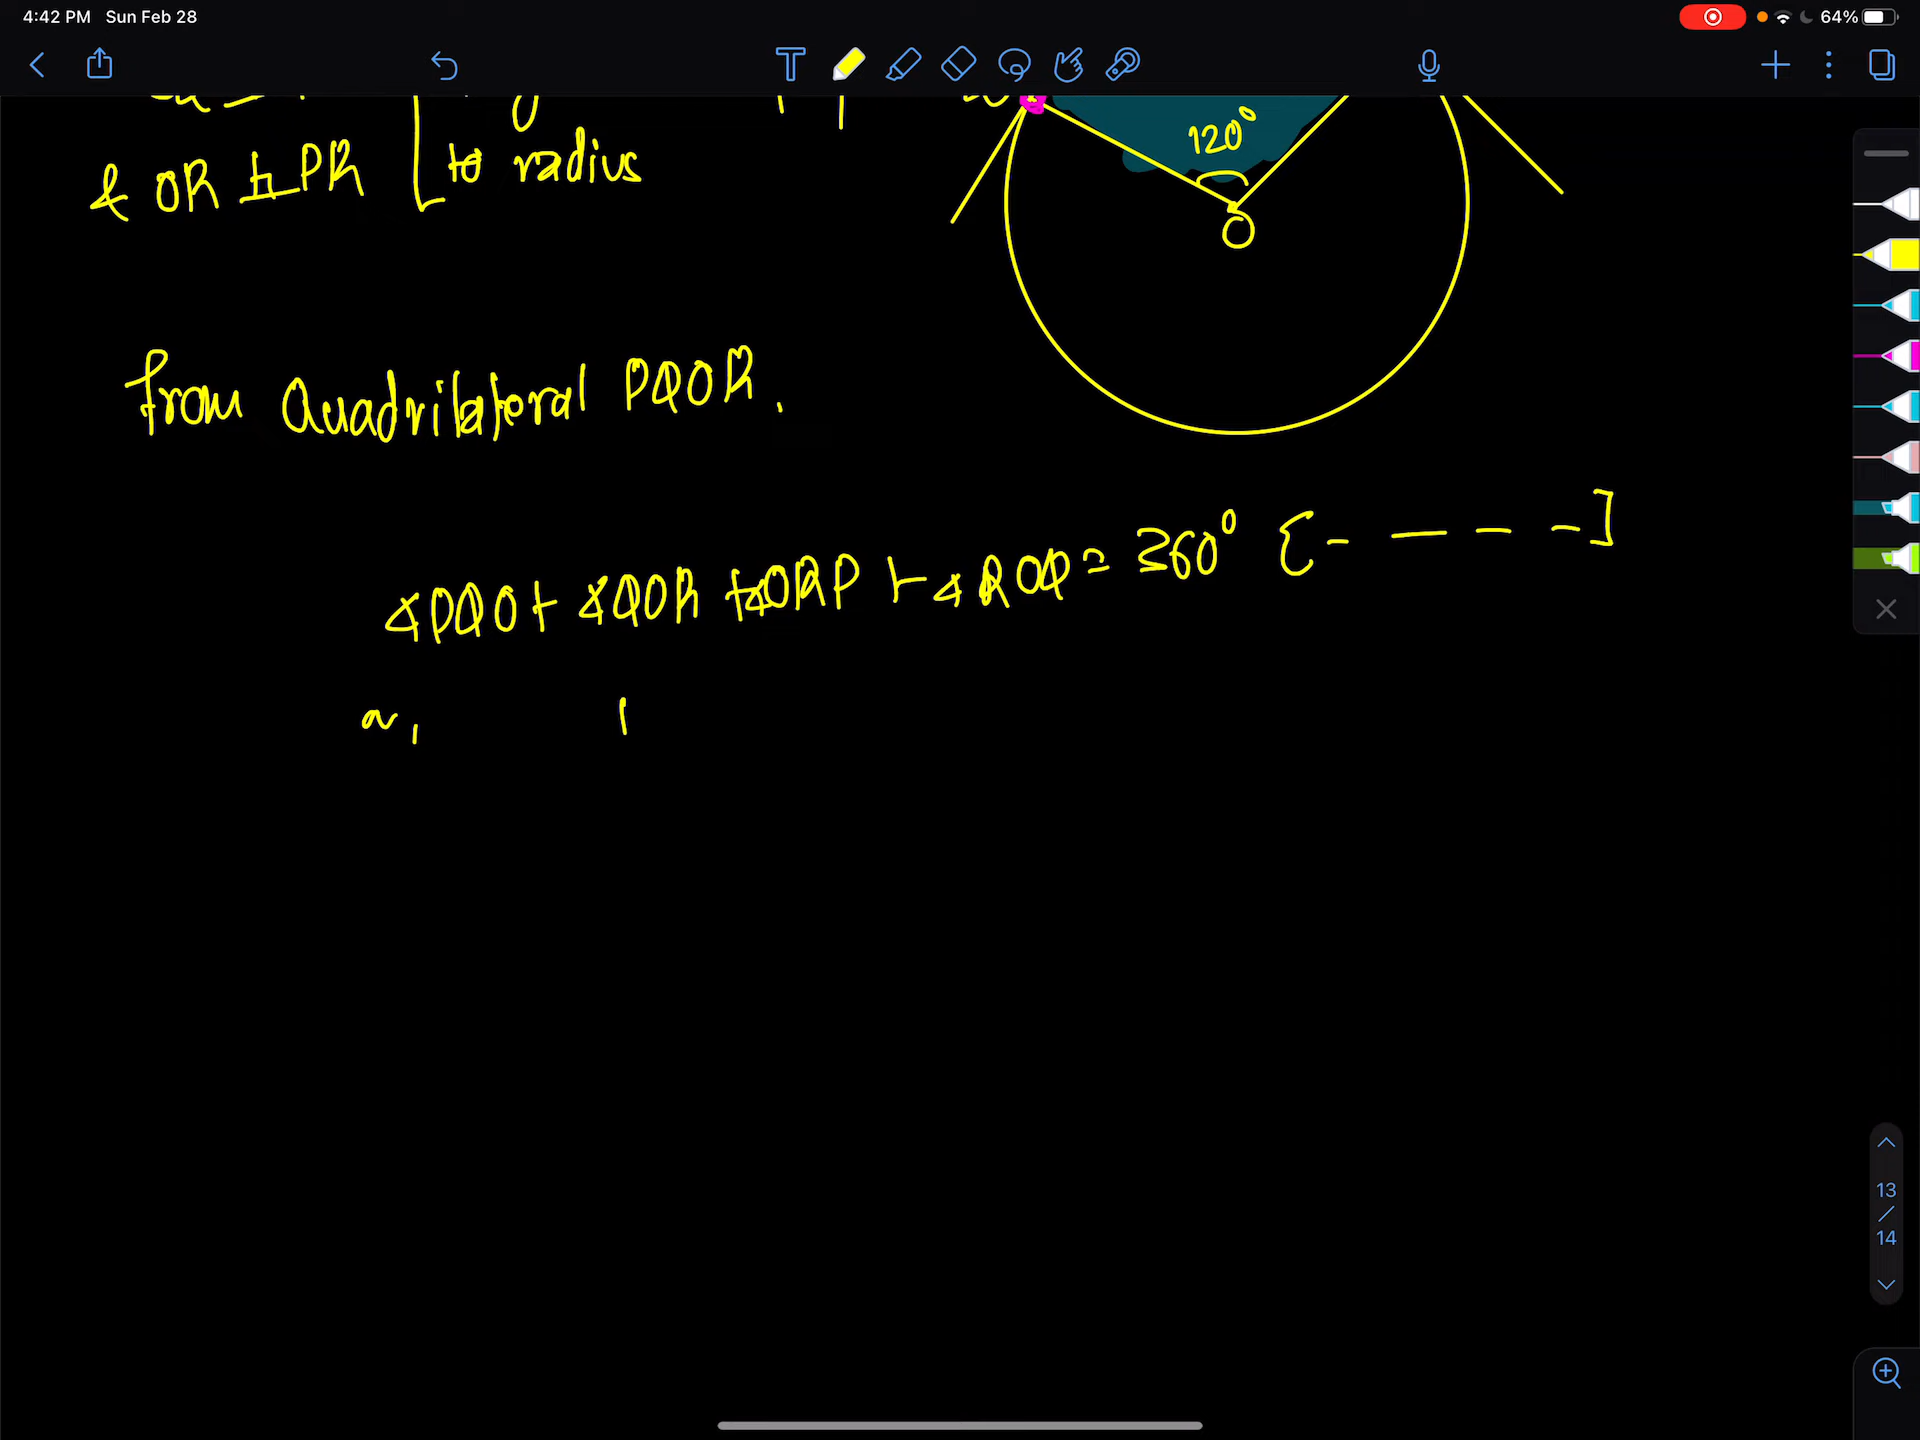 4:42 PM Sun Feb 28
64%
120°
& OR ⊥ PR to radius
O
from Quadrilateral PQOR.
∡PQO + ∡QOR + ∡ORP + ∡ROQ = 360° [- — - -]
13
/
14